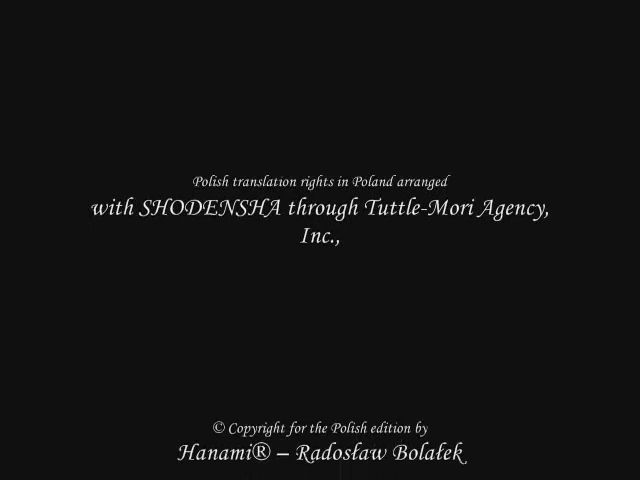 Polish translation rights in Poland arranged
with SHODENSHA through Tuttle-Mori Agency,
Inc.,
© Copyright for the Polish edition by
Hanami® – Radosław Bolałek